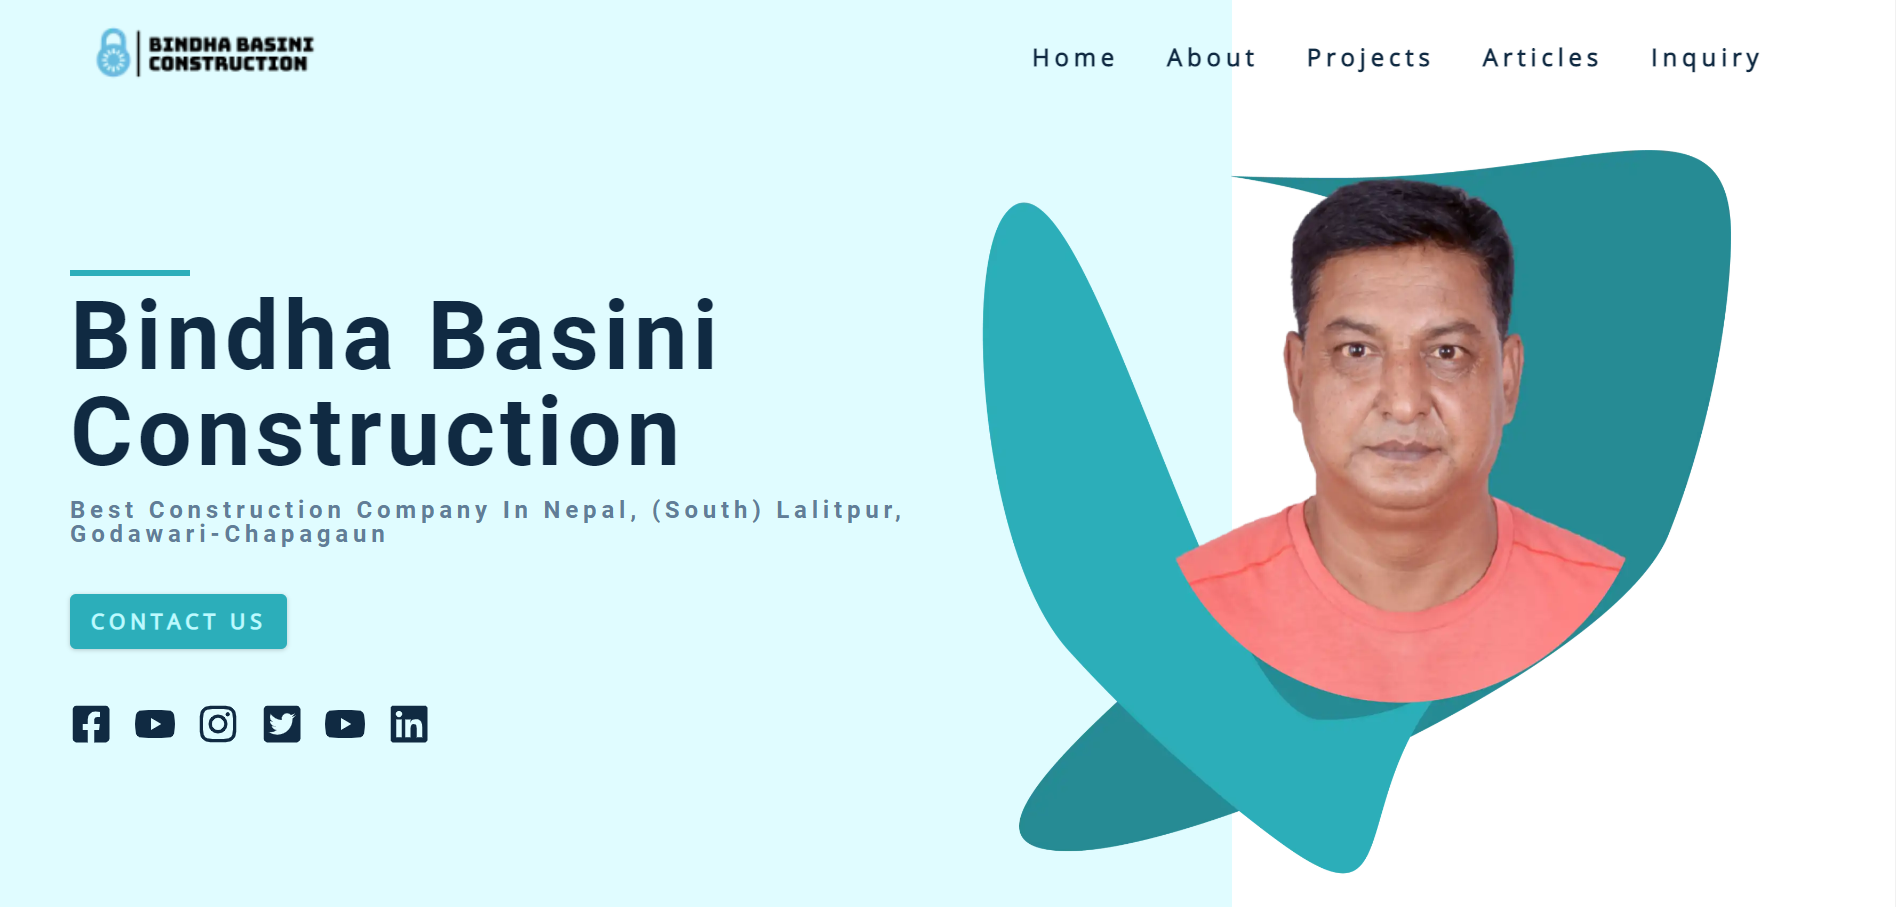 BINDHA BASINI
CONSTRUCTION
Home About Projects Articles Inquiry
Bindha Basini
Construction
Best Construction Company In Nepal, (South) Lalitpur,
Godawari-Chapagaun
CONTACT US